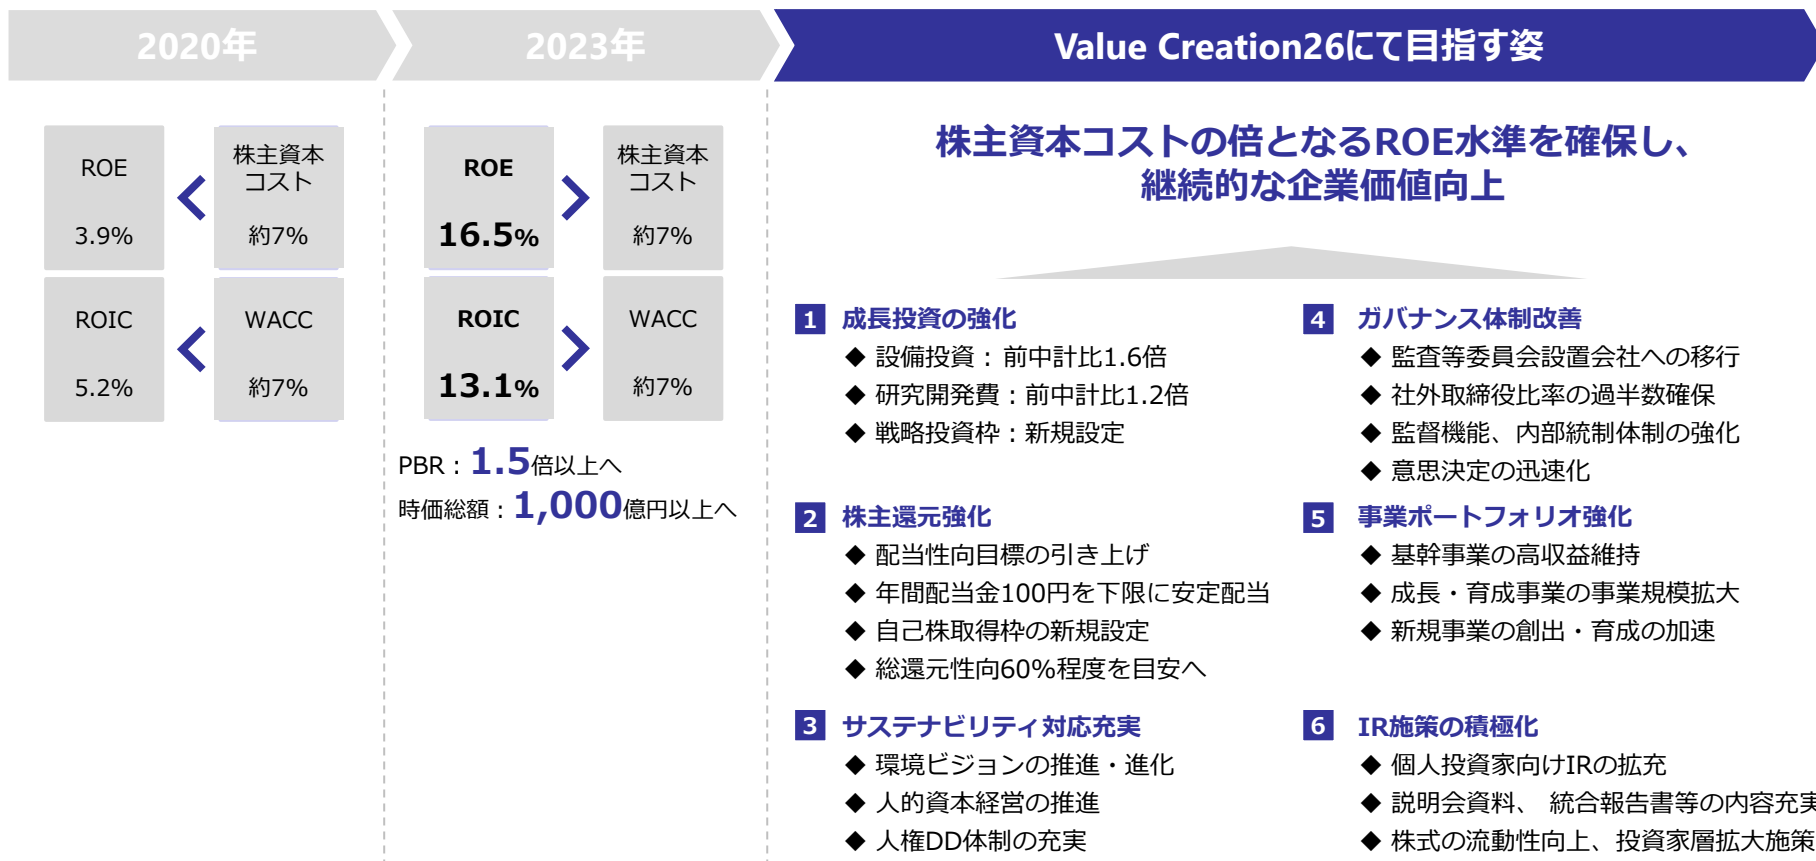 2020年
2023年
Value Creation26にて目指す姿
ROE
3.9%
株主資本
コスト
約7%
ROIC
5.2%
WACC
約7%
ROE
16.5%
株主資本
コスト
約7%
ROIC
13.1%
WACC
約7%
PBR：1.5倍以上へ
時価総額：1,000億円以上へ
株主資本コストの倍となるROE水準を確保し、
継続的な企業価値向上
1 成長投資の強化
◆ 設備投資：前中計比1.6倍
◆ 研究開発費：前中計比1.2倍
◆ 戦略投資枠：新規設定
2 株主還元強化
◆ 配当性向目標の引き上げ
◆ 年間配当金100円を下限に安定配当
◆ 自己株取得枠の新規設定
◆ 総還元性向60%程度を目安へ
3 サステナビリティ対応充実
◆ 環境ビジョンの推進・進化
◆ 人的資本経営の推進
◆ 人権DD体制の充実
4 ガバナンス体制改善
◆ 監査等委員会設置会社への移行
◆ 社外取締役比率の過半数確保
◆ 監督機能、内部統制体制の強化
◆ 意思決定の迅速化
5 事業ポートフォリオ強化
◆ 基幹事業の高収益維持
◆ 成長・育成事業の事業規模拡大
◆ 新規事業の創出・育成の加速
6 IR施策の積極化
◆ 個人投資家向けIRの拡充
◆ 説明会資料、 統合報告書等の内容充実
◆ 株式の流動性向上、投資家層拡大施策